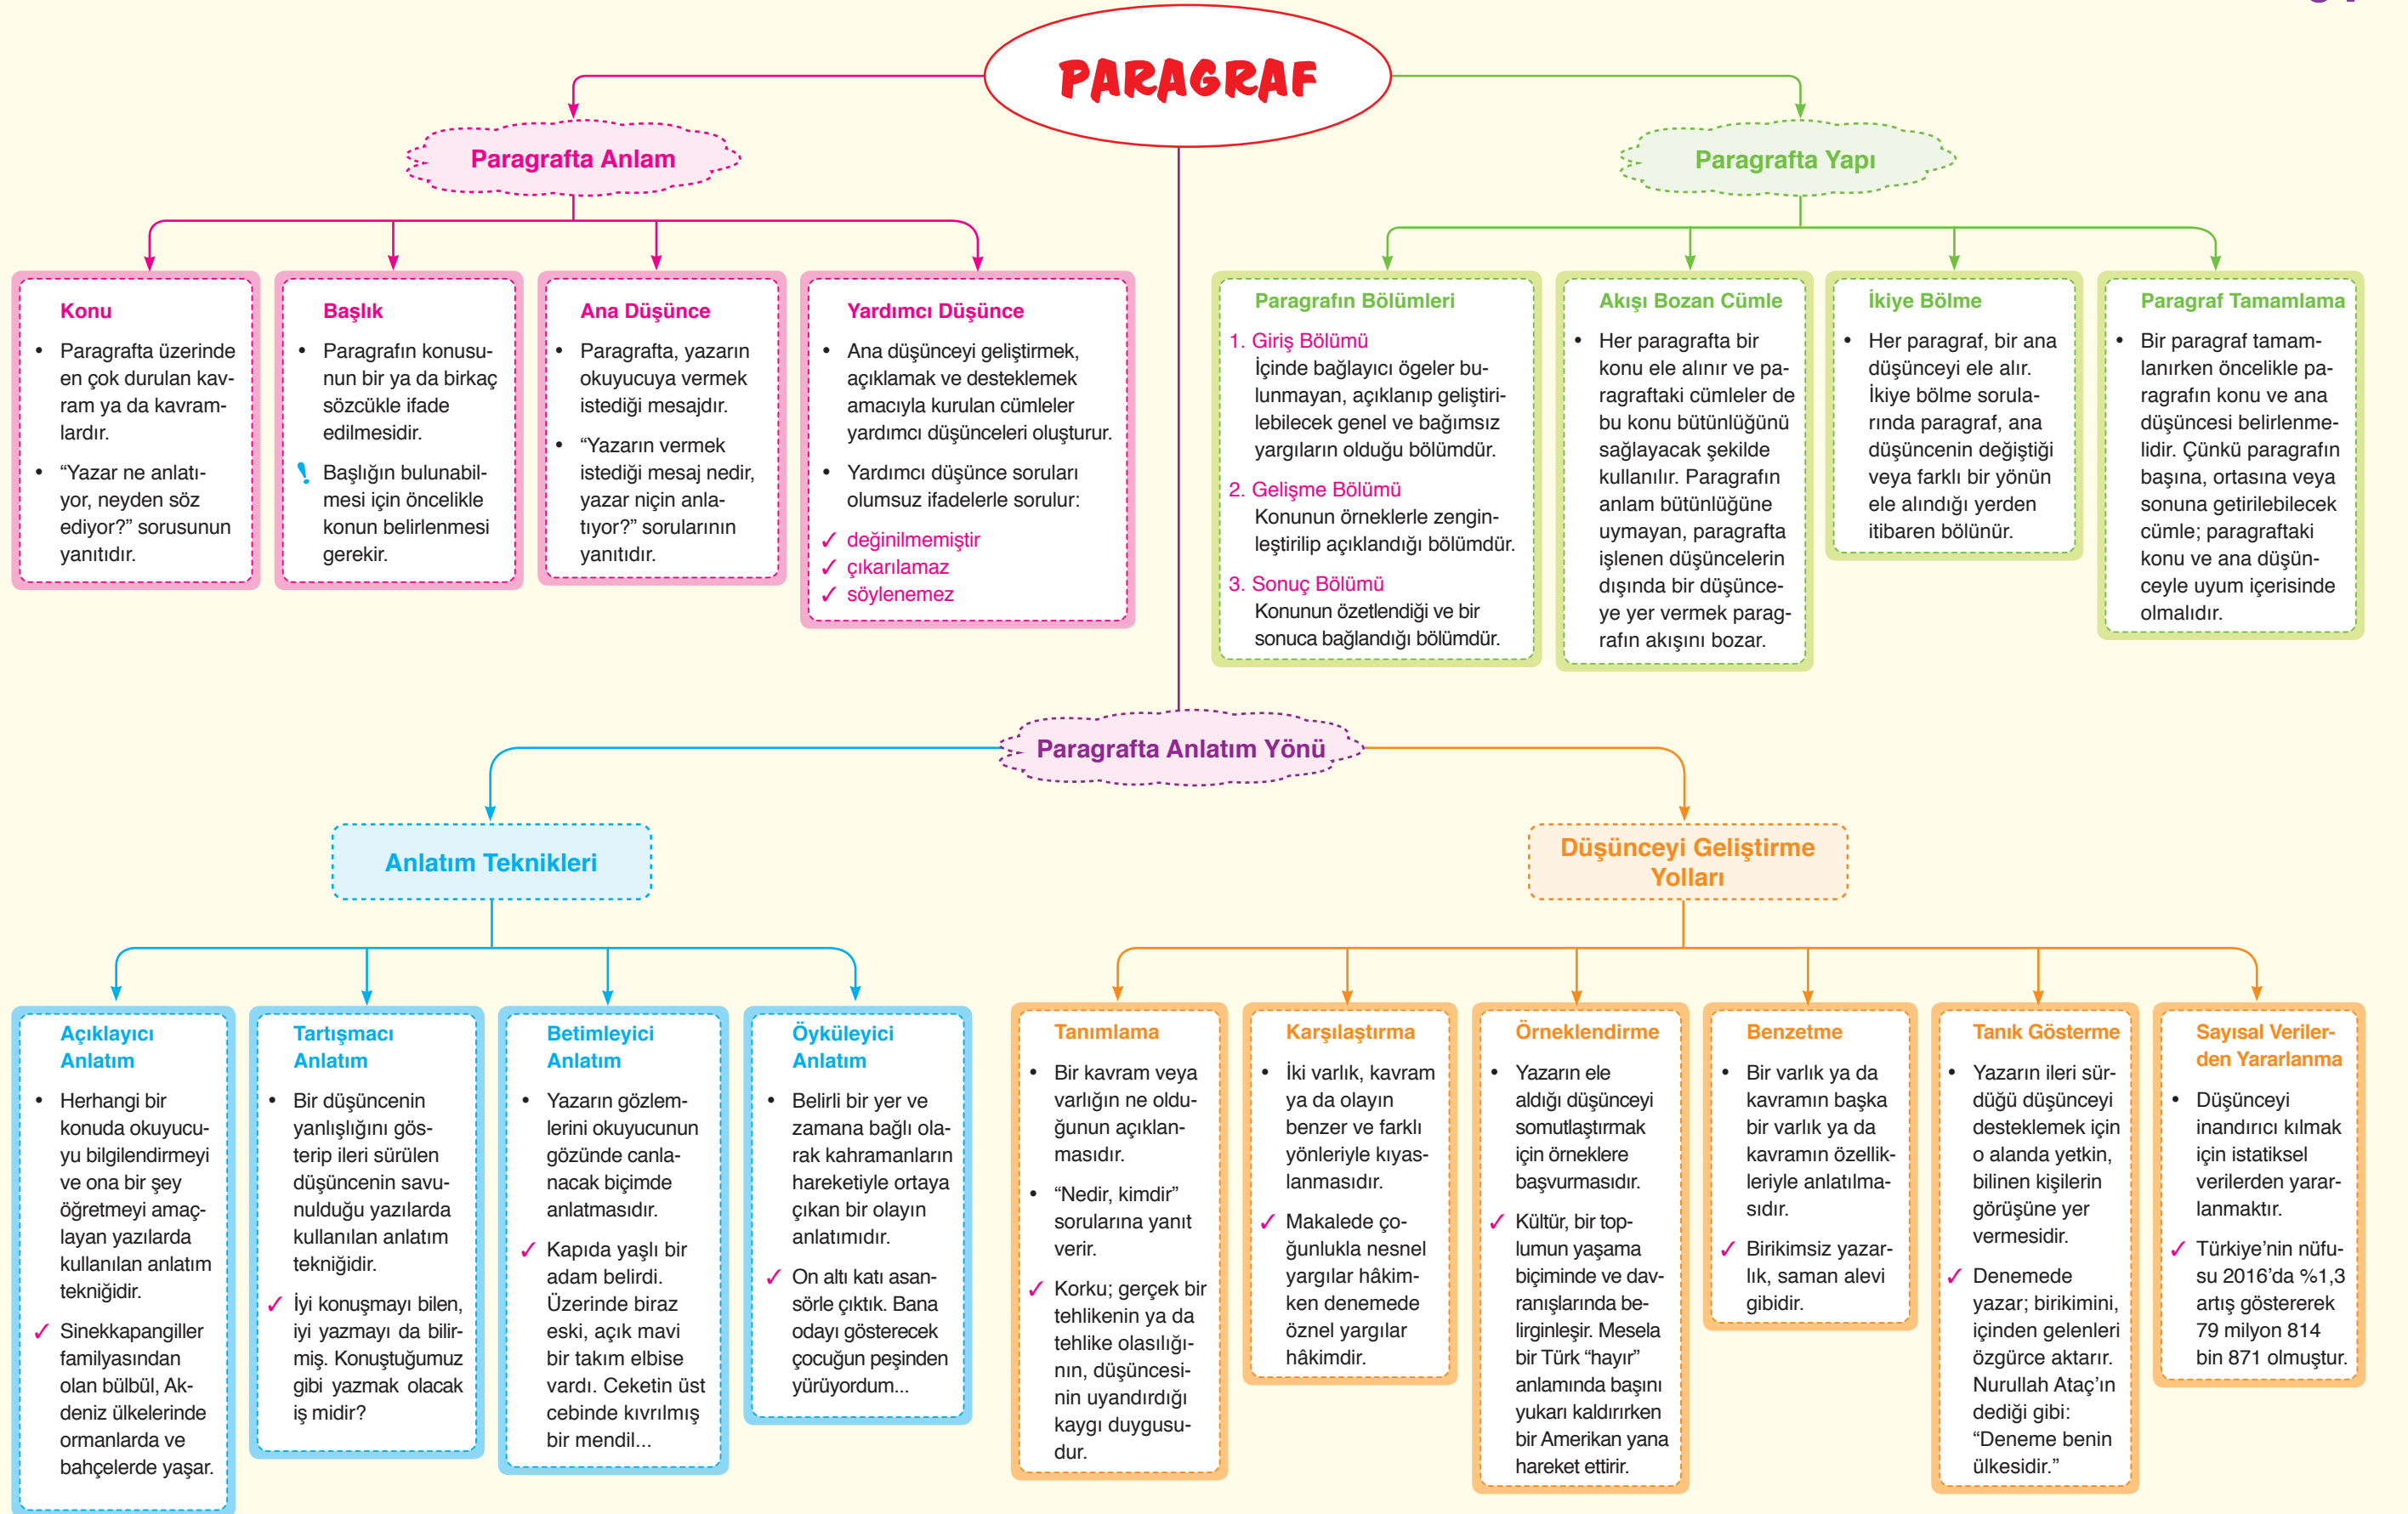 PARAGRAF
Paragrafta Anlam
Paragrafta Yapı
Konu
• Paragrafta üzerinde
en çok durulan kav-
ram ya da kavram-
lardır.
• “Yazar ne anlatı-
yor, neyden söz
ediyor?” sorusunun
yanıtıdır.
Başlık
• Paragrafın konusu-
nun bir ya da birkaç
sözcükle ifade
edilmesidir.
! Başlığın bulunabil-
mesi için öncelikle
konun belirlenmesi
gerekir.
Ana Düşünce
• Paragrafta, yazarın
okuyucuya vermek
istediği mesajdır.
• “Yazarın vermek
istediği mesaj nedir,
yazar niçin anla-
tıyor?” sorularının
yanıtıdır.
Yardımcı Düşünce
• Ana düşünceyi geliştirmek,
açıklamak ve desteklemek
amacıyla kurulan cümleler
yardımcı düşünceleri oluşturur.
• Yardımcı düşünce soruları
olumsuz ifadelerle sorulur:
✓ değinilmemiştir
✓ çıkarılamaz
✓ söylenemez
Paragrafın Bölümleri
1. Giriş Bölümü
İçinde bağlayıcı ögeler bu-
lunmayan, açıklanıp geliştiri-
lebilecek genel ve bağımsız
yargıların olduğu bölümdür.
2. Gelişme Bölümü
Konunun örneklerle zengin-
leştirilip açıklandığı bölümdür.
3. Sonuç Bölümü
Konunun özetlendiği ve bir
sonuca bağlandığı bölümdür.
Akışı Bozan Cümle
• Her paragrafta bir
konu ele alınır ve pa-
ragraftaki cümleler de
bu konu bütünlüğünü
sağlayacak şekilde
kullanılır. Paragrafın
anlam bütünlüğüne
uymayan, paragrafta
işlenen düşüncelerin
dışında bir düşünce-
ye yer vermek parag-
rafın akışını bozar.
İkiye Bölme
• Her paragraf, bir ana
düşünceyi ele alır.
İkiye bölme sorula-
rında paragraf, ana
düşüncenin değiştiği
veya farklı bir yönün
ele alındığı yerden
itibaren bölünür.
Paragraf Tamamlama
• Bir paragraf tamam-
lanırken öncelikle pa-
ragrafın konu ve ana
düşüncesi belirlenme-
lidir. Çünkü paragrafın
başına, ortasına veya
sonuna getirilebilecek
cümle; paragraftaki
konu ve ana düşün-
ceyle uyum içerisinde
olmalıdır.
Paragrafta Anlatım Yönü
Anlatım Teknikleri
Düşünceyi Geliştirme
Yolları
Açıklayıcı
Anlatım
• Herhangi bir
konuda okuyucu-
yu bilgilendirmeyi
ve ona bir şey
öğretmeyi amaç-
layan yazılarda
kullanılan anlatım
tekniğidir.
✓ Sinekkapangiller
familyasından
olan bülbül, Ak-
deniz ülkelerinde
ormanlarda ve
bahçelerde yaşar.
Tartışmacı
Anlatım
• Bir düşüncenin
yanlışlığını gös-
terip ileri sürülen
düşüncenin savu-
nulduğu yazılarda
kullanılan anlatım
tekniğidir.
✓ İyi konuşmayı bilen,
iyi yazmayı da bilir-
miş. Konuştuğumuz
gibi yazmak olacak
iş midir?
Betimleyici
Anlatım
• Yazarın gözlem-
lerini okuyucunun
gözünde canla-
nacak biçimde
anlatmasıdır.
✓ Kapıda yaşlı bir
adam belirdi.
Üzerinde biraz
eski, açık mavi
bir takım elbise
vardı. Ceketin üst
cebinde kıvrılmış
bir mendil...
Öyküleyici
Anlatım
• Belirli bir yer ve
zamana bağlı ola-
rak kahramanların
hareketiyle ortaya
çıkan bir olayın
anlatımıdır.
✓ On altı katı asan-
sörle çıktık. Bana
odayı gösterecek
çocuğun peşinden
yürüyordum...
Tanımlama
• Bir kavram veya
varlığın ne oldu-
ğunun açıklan-
masıdır.
• “Nedir, kimdir”
sorularına yanıt
verir.
✓ Korku; gerçek bir
tehlikenin ya da
tehlike olasılığı-
nın, düşüncesi-
nin uyandırdığı
kaygı duygusu-
dur.
Karşılaştırma
• İki varlık, kavram
ya da olayın
benzer ve farklı
yönleriyle kıyas-
lanmasıdır.
✓ Makalede ço-
ğunlukla nesnel
yargılar hâkim-
ken denemede
öznel yargılar
hâkimdir.
Örneklendirme
• Yazarın ele
aldığı düşünceyi
somutlaştırmak
için örneklere
başvurmasıdır.
✓ Kültür, bir top-
lumun yaşama
biçiminde ve dav-
ranışlarında be-
lirginleşir. Mesela
bir Türk “hayır”
anlamında başını
yukarı kaldırırken
bir Amerikan yana
hareket ettirir.
Benzetme
• Bir varlık ya da
kavramın başka
bir varlık ya da
kavramın özellik-
leriyle anlatılma-
sıdır.
✓ Birikimsiz yazar-
lık, saman alevi
gibidir.
Tanık Gösterme
• Yazarın ileri sür-
düğü düşünceyi
desteklemek için
o alanda yetkin,
bilinen kişilerin
görüşüne yer
vermesidir.
✓ Denemede
yazar; birikimini,
içinden gelenleri
özgürce aktarır.
Nurullah Ataç’ın
dediği gibi:
“Deneme benin
ülkesidir.”
Sayısal Veriler-
den Yararlanma
• Düşünceyi
inandırıcı kılmak
için istatiksel
verilerden yarar-
lanmaktır.
✓ Türkiye’nin nüfu-
su 2016’da %1,3
artış göstererek
79 milyon 814
bin 871 olmuştur.